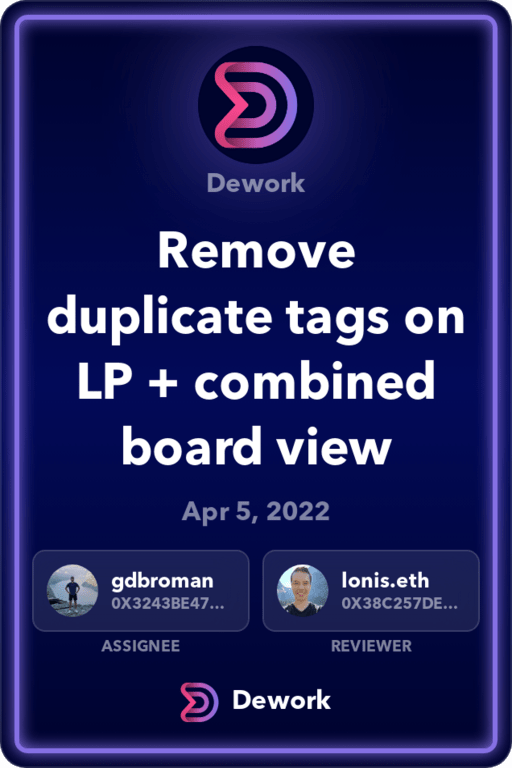 Dework
Remove
duplicate tags on
LP + combined
board view
Apr 5, 2022
gdbroman
0X3243BE47...
ASSIGNEE
lonis.eth
0X38C257DE...
REVIEWER
Dework